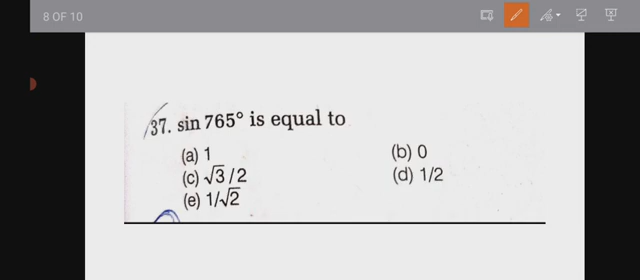 8 OF 10
37. sin 765° is equal to
(a) 1
(b) 0
(c) √3 / 2
(d) 1/2
(e) 1/√2